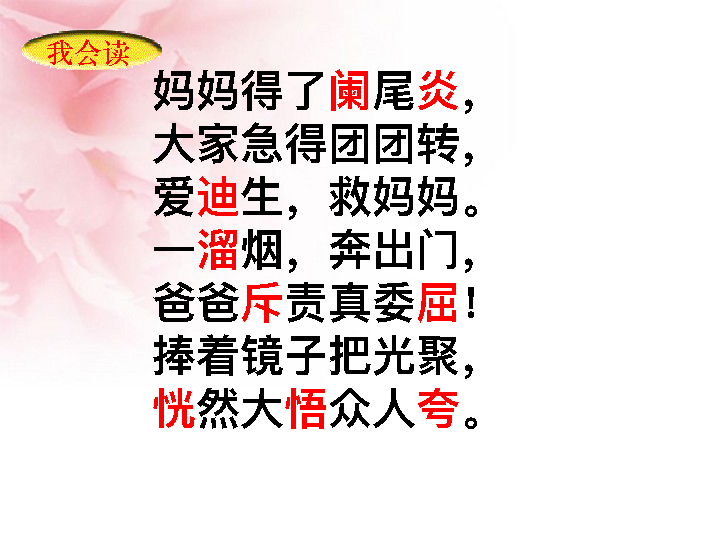 我会读
妈妈得了阑尾炎，
大家急得团团转，
爱迪生，救妈妈。
一溜烟，奔出门，
爸爸斥责真委屈！
捧着镜子把光聚，
恍然大悟众人夸。